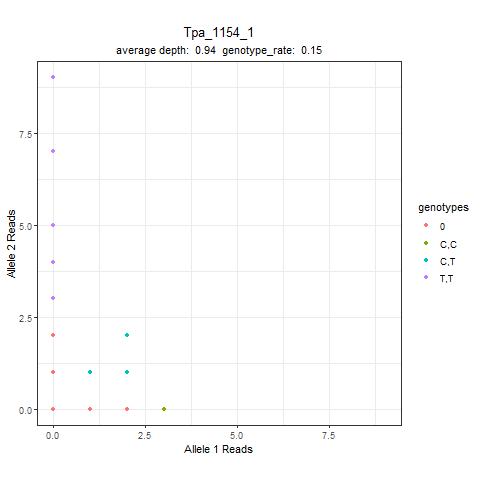 Tpa_1154_1
average depth: 0.94 genotype_rate: 0.15
7.5
5.0
2.5
0.0
Allele 2 Reads
0.0 2.5 5.0 7.5
Allele 1 Reads
genotypes
0
C,C
C,T
T,T